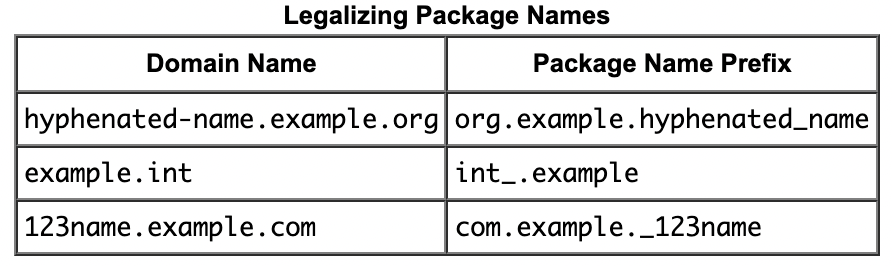 Legalizing Package Names
Domain Name Package Name Prefix
hyphenated-name.example.org org.example.hyphenated_name
example.int int_.example
123name.example.com com.example._123name